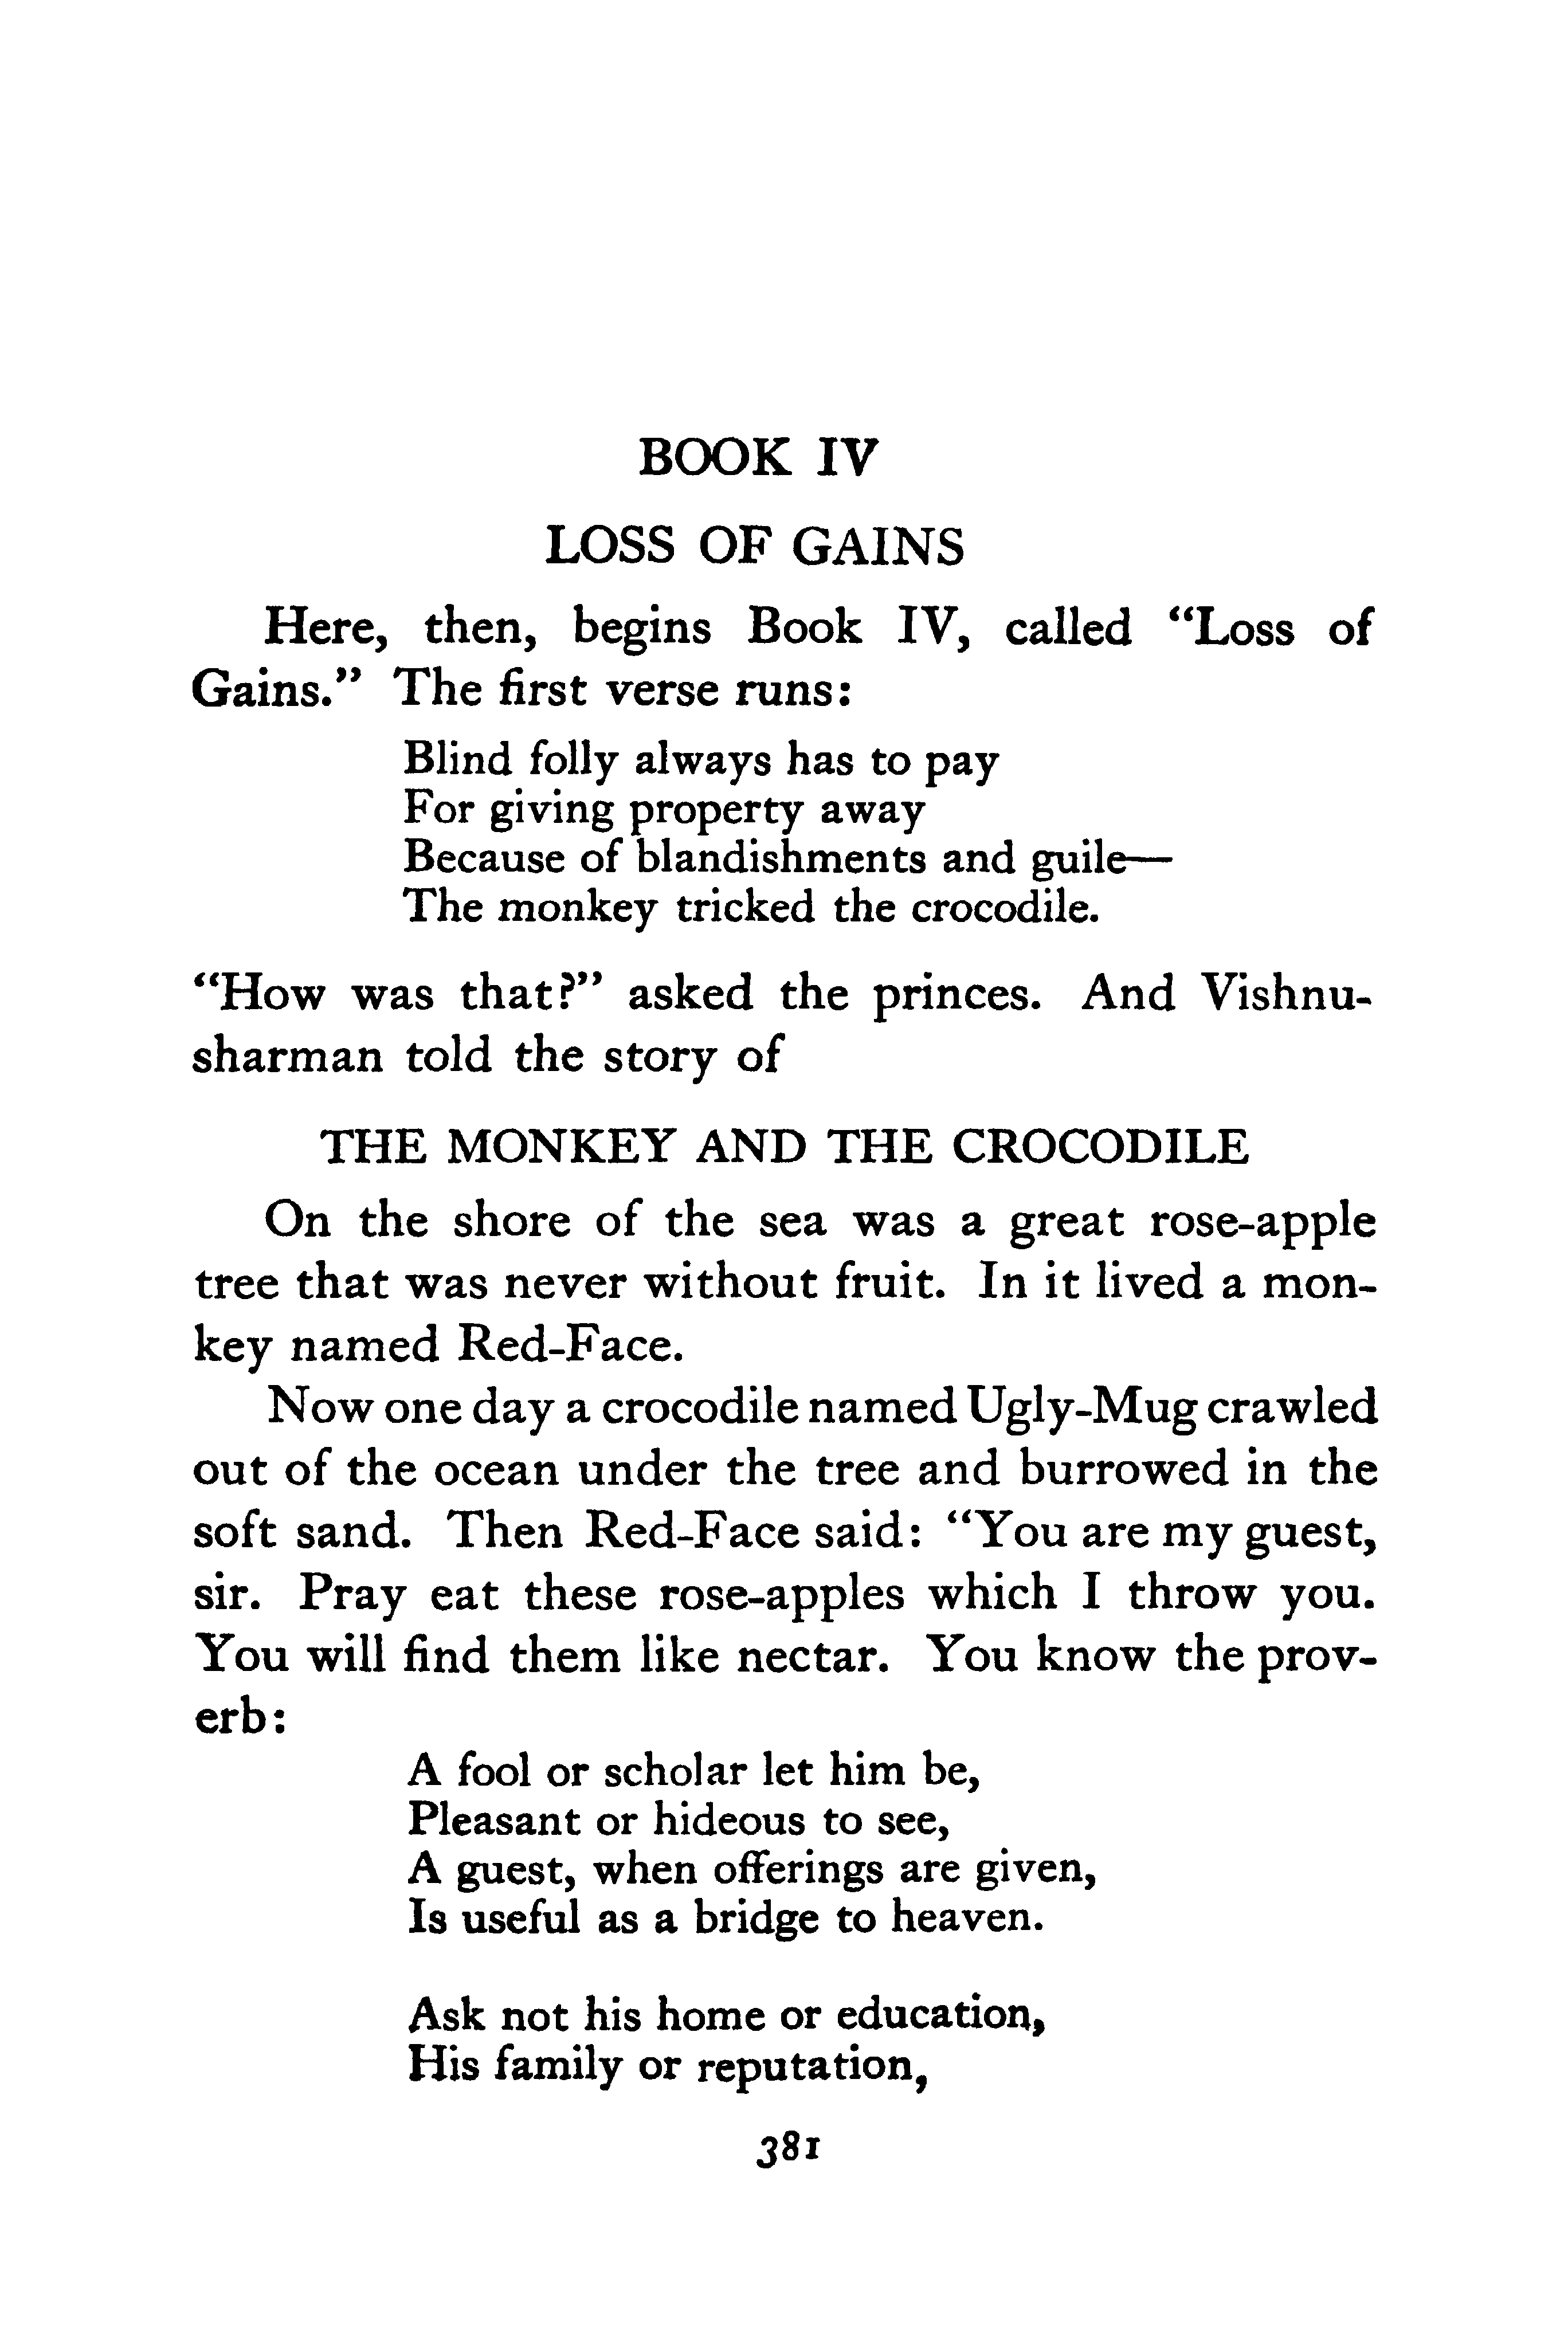 BOOK IV
LOSS OF GAINS
Here, then, begins Book IV, called “Loss of
Gains.” The first verse runs:
Blind folly always has to pay
For giving property away
Because of blandishments and guile—
The monkey tricked the crocodile.
“How was that?” asked the princes. And Vishnu-
sharman told the story of
THE MONKEY AND THE CROCODILE
On the shore of the sea was a great rose-apple
tree that was never without fruit. In it lived a mon-
key named Red-Face.
Now one day a crocodile named Ugly-Mug crawled
out of the ocean under the tree and burrowed in the
soft sand. Then Red-Face said: “You are my guest,
sir. Pray eat these rose-apples which I throw you.
You will find them like nectar. You know the prov-
erb:
A fool or scholar let him be,
Pleasant or hideous to see,
A guest, when offerings are given,
Is useful as a bridge to heaven.
Ask not his home or education,
His family or reputation,
381